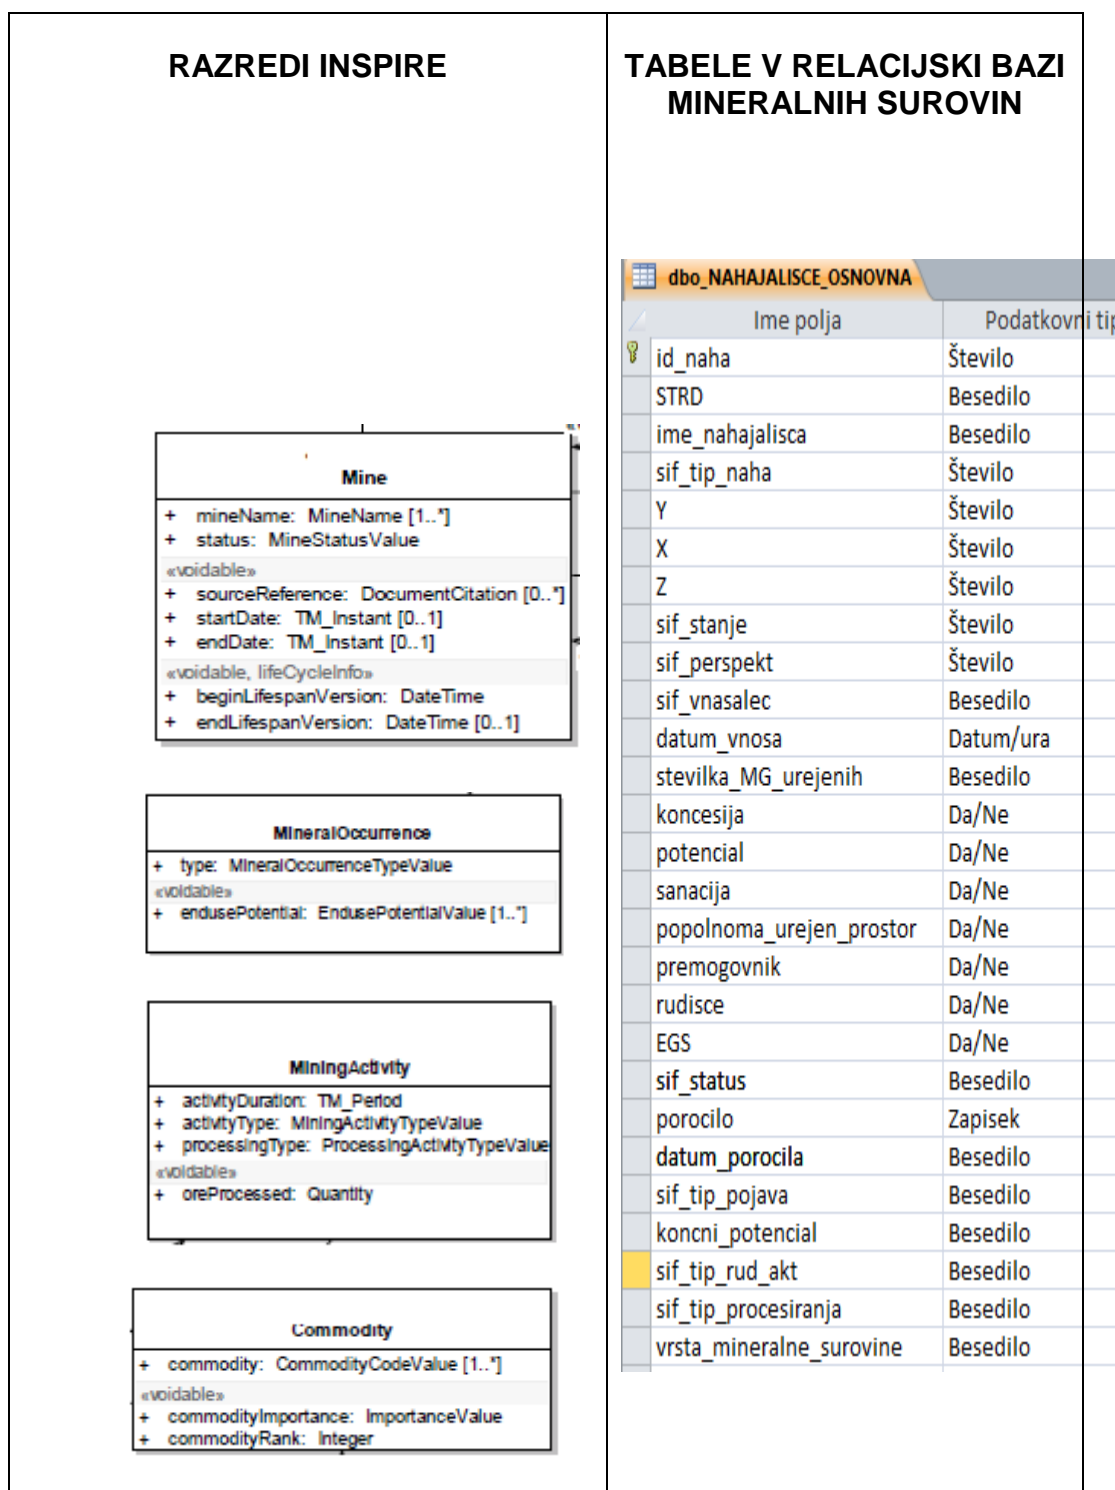 RAZREDI INSPIRE
Mine
+ mineName: MineName [1..*]
+ status: MineStatusValue
«voidable»
+ sourceReference: DocumentCitation [0..*]
+ startDate: TM_Instant [0..1]
+ endDate: TM_Instant [0..1]
«voidable, lifeCycleInfo»
+ beginLifespanVersion: DateTime
+ endLifespanVersion: DateTime [0..1]
MineralOccurrence
+ type: MineralOccurrenceTypeValue
«voidable»
+ endusePotential: EndusePotentialValue [1..*]
MiningActivity
+ activityDuration: TM_Period
+ activityType: MiningActivityTypeValue
+ processingType: ProcessingActivityTypeValue
«voidable»
+ oreProcessed: Quantity
Commodity
+ commodity: CommodityCodeValue [1..*]
«voidable»
+ commodityImportance: ImportanceValue
+ commodityRank: Integer
TABELE V RELACIJSKI BAZI
MINERALNIH SUROVIN
dbo_NAHAJALISCE_OSNOVNA
Ime polja Podatkovni tip
id_naha Število
STRD Besedilo
ime_nahajalisca Besedilo
sif_tip_naha Število
Y Število
X Število
Z Število
sif_stanje Število
sif_perspekt Število
sif_vnasalec Besedilo
datum_vnosa Datum/ura
stevilka_MG_urejenih Besedilo
koncesija Da/Ne
potencial Da/Ne
sanacija Da/Ne
popolnoma_urejen_prostor Da/Ne
premogovnik Da/Ne
rudisce Da/Ne
EGS Da/Ne
sif_status Besedilo
porocilo Zapisek
datum_porocila Besedilo
sif_tip_pojava Besedilo
koncni_potencial Besedilo
sif_tip_rud_akt Besedilo
sif_tip_procesiranja Besedilo
vrsta_mineralne_surovine Besedilo